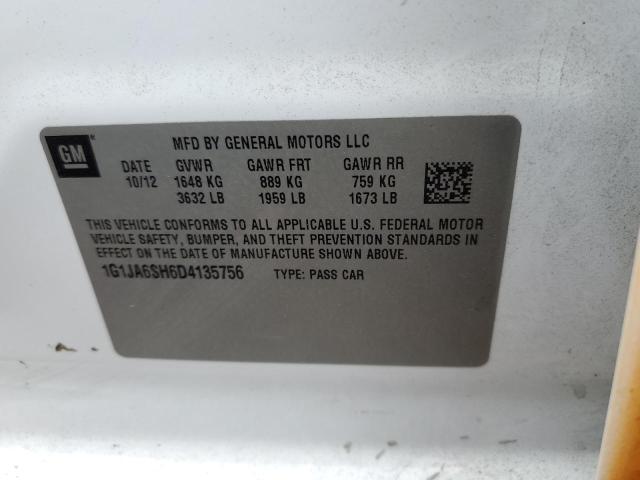 GM
MFD BY GENERAL MOTORS LLC
DATE GVWR GAWR FRT GAWR RR
10/12 1648 KG 889 KG 759 KG
3632 LB 1959 LB 1673 LB
THIS VEHICLE CONFORMS TO ALL APPLICABLE U.S. FEDERAL MOTOR
VEHICLE SAFETY, BUMPER, AND THEFT PREVENTION STANDARDS IN
EFFECT ON THE DATE OF MANUFACTURE SHOWN ABOVE.
1G1JA6SH6D4135756 TYPE: PASS CAR